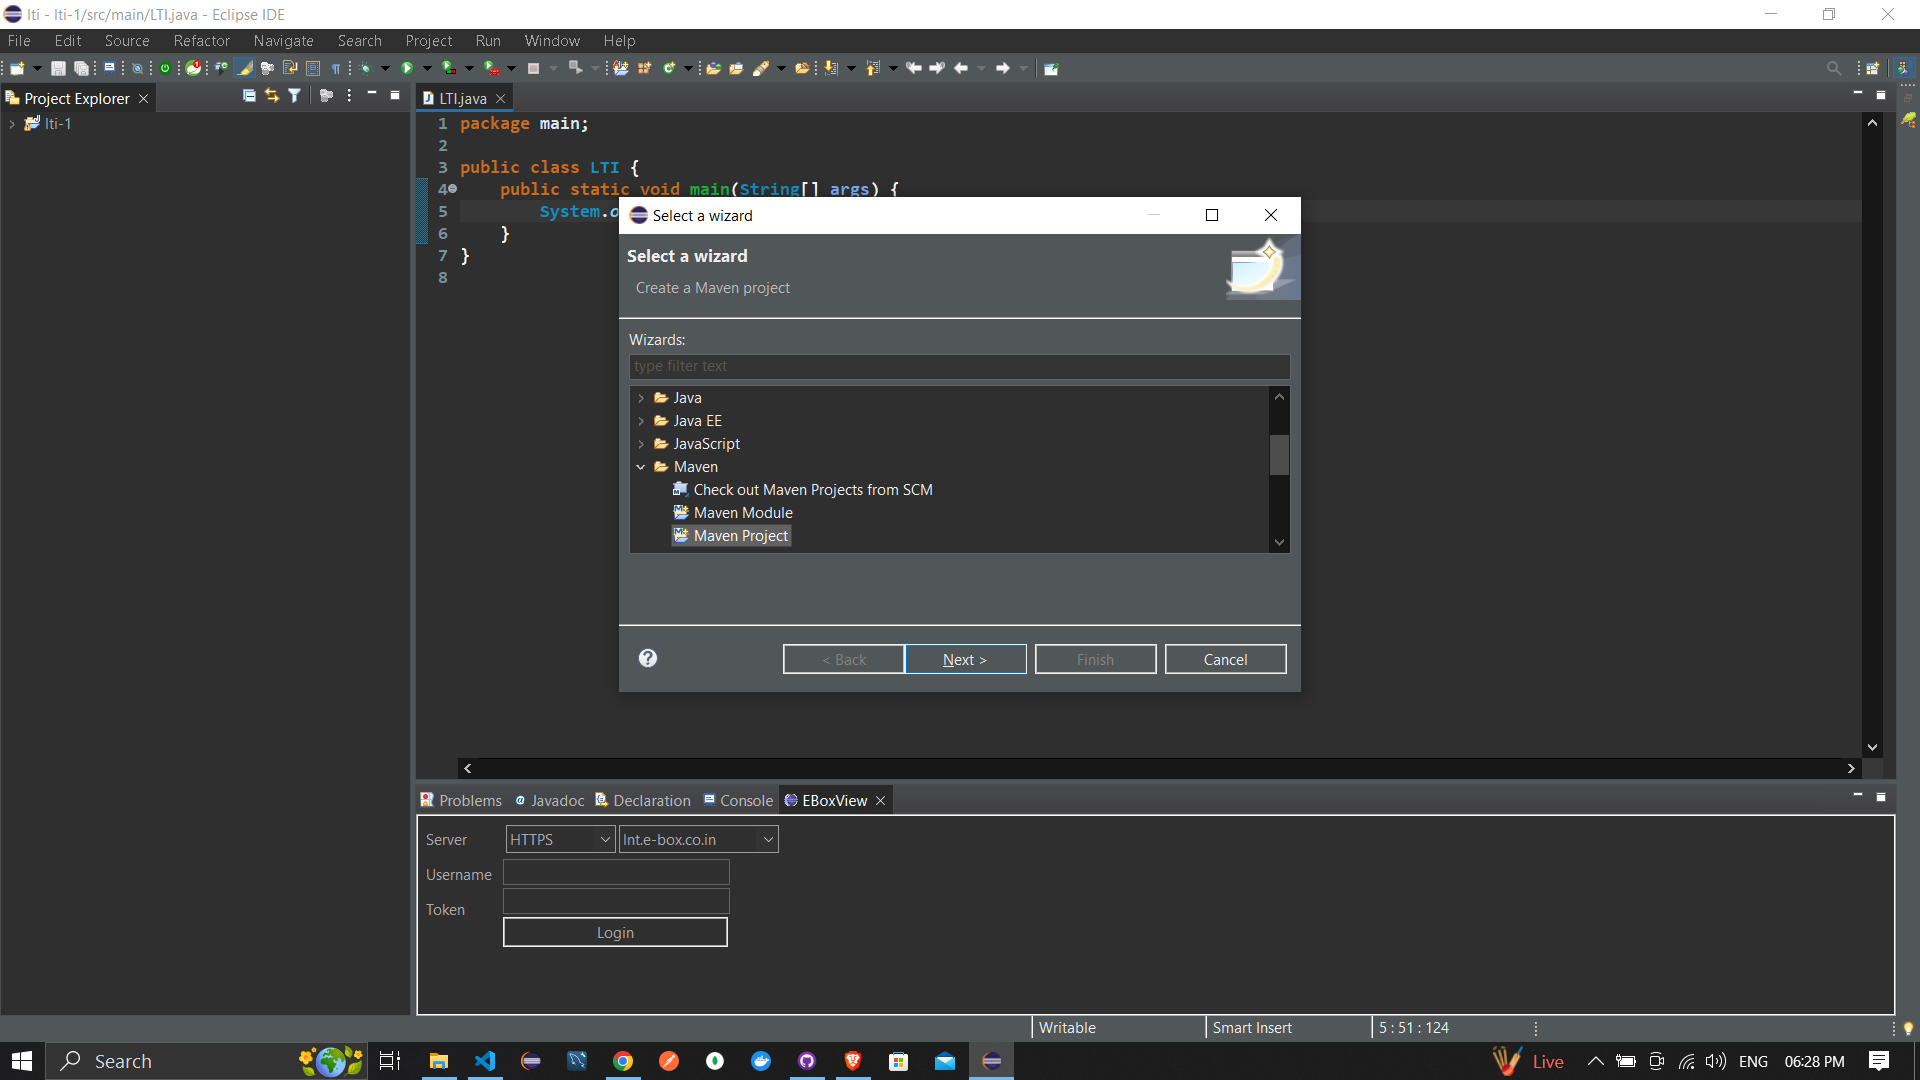 lti - lti-1/src/main/LTI.java - Eclipse IDE
File Edit Source Refactor Navigate Search Project Run Window Help
Project Explorer
lti-1
LTI.java
1 package main;
2
3 public class LTI {
4 public static void main(String[] args) {
5 System.o
6 }
7 }
8
Select a wizard
Select a wizard
Create a Maven project
Wizards:
type filter text
Java
Java EE
JavaScript
Maven
Check out Maven Projects from SCM
Maven Module
Maven Project
< Back Next > Finish Cancel
Problems Javadoc Declaration Console EBoxView
Server HTTPS Int.e-box.co.in
Username
Token
Login
Writable Smart Insert 5 : 51 : 124
Search Live ENG 06:28 PM